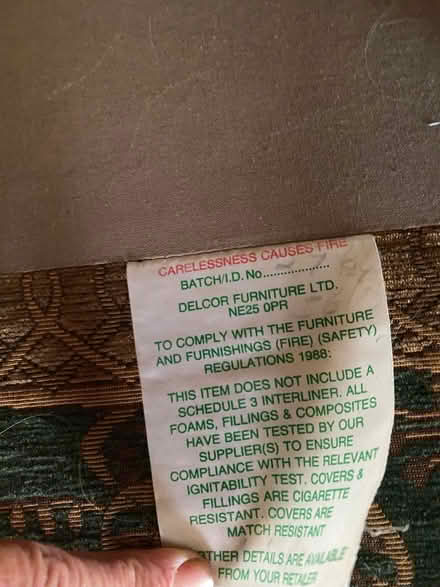 CARELESSNESS CAUSES FIRE
BATCH/I.D. No....................
DELCOR FURNITURE LTD.
NE25 0PR
TO COMPLY WITH THE FURNITURE
AND FURNISHINGS (FIRE) (SAFETY)
REGULATIONS 1988:
THIS ITEM DOES NOT INCLUDE A
SCHEDULE 3 INTERLINER. ALL
FOAMS, FILLINGS & COMPOSITES
HAVE BEEN TESTED BY OUR
SUPPLIER(S) TO ENSURE
COMPLIANCE WITH THE RELEVANT
IGNITABILITY TEST. COVERS &
FILLINGS ARE CIGARETTE
RESISTANT. COVERS ARE
MATCH RESISTANT
RTHER DETAILS ARE AVAILABLE
FROM YOUR RETAILER